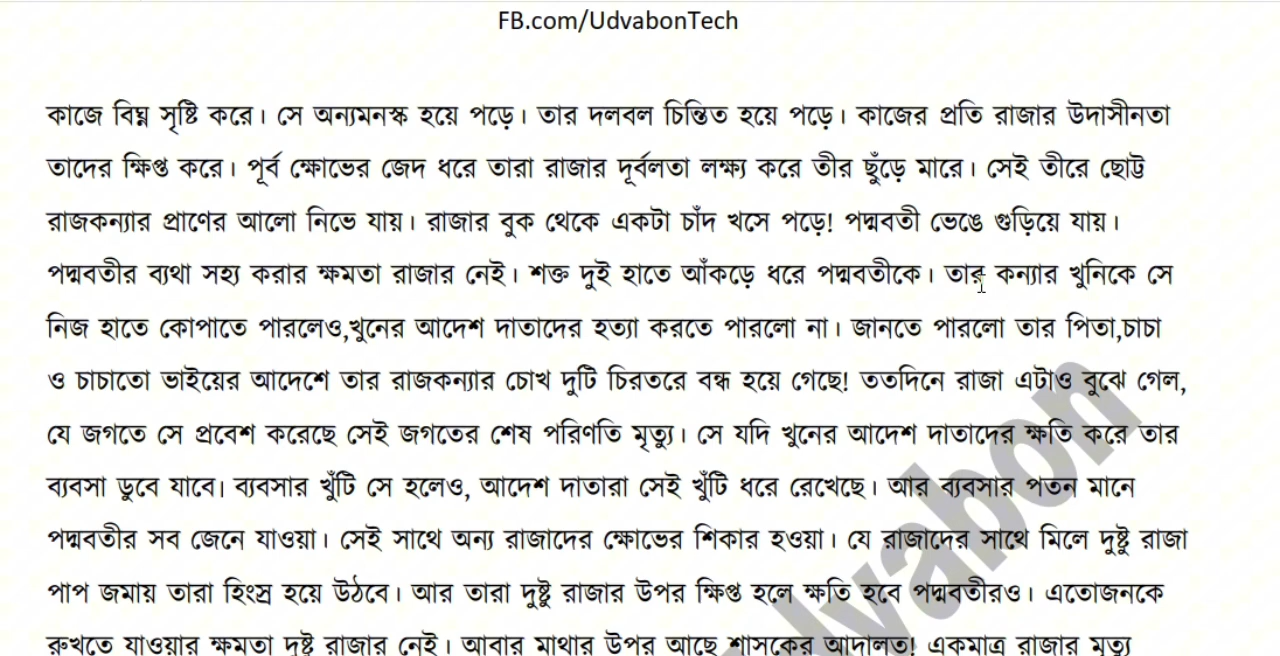 FB.com/UdvabonTech
কাজে বিঘ্ন সৃষ্টি করে। সে অন্যমনস্ক হয়ে পড়ে। তার দলবল চিন্তিত হয়ে পড়ে। কাজের প্রতি রাজার উদাসীনতা
তাদের ক্ষিপ্ত করে। পূর্ব ক্ষোভের জেদ ধরে তারা রাজার দূর্বলতা লক্ষ্য করে তীর ছুঁড়ে মারে। সেই তীরে ছোট্ট
রাজকন্যার প্রাণের আলো নিভে যায়। রাজার বুক থেকে একটা চাঁদ খসে পড়ে! পদ্মবতী ভেঙে গুড়িয়ে যায়।
পদ্মবতীর ব্যথা সহ্য করার ক্ষমতা রাজার নেই। শক্ত দুই হাতে আঁকড়ে ধরে পদ্মবতীকে। তার কন্যার খুনিকে সে
নিজ হাতে কোপাতে পারলেও,খুনের আদেশ দাতাদের হত্যা করতে পারলো না। জানতে পারলো তার পিতা,চাচা
ও চাচাতো ভাইয়ের আদেশে তার রাজকন্যার চোখ দুটি চিরতরে বন্ধ হয়ে গেছে! ততদিনে রাজা এটাও বুঝে গেল,
যে জগতে সে প্রবেশ করেছে সেই জগতের শেষ পরিণতি মৃত্যু। সে যদি খুনের আদেশ দাতাদের ক্ষতি করে তার
ব্যবসা ডুবে যাবে। ব্যবসার খুঁটি সে হলেও, আদেশ দাতারা সেই খুঁটি ধরে রেখেছে। আর ব্যবসার পতন মানে
পদ্মবতীর সব জেনে যাওয়া। সেই সাথে অন্য রাজাদের ক্ষোভের শিকার হওয়া। যে রাজাদের সাথে মিলে দুষ্টু রাজা
পাপ জমায় তারা হিংস্র হয়ে উঠবে। আর তারা দুষ্টু রাজার উপর ক্ষিপ্ত হলে ক্ষতি হবে পদ্মবতীরও। এতোজনকে
রুখতে যাওয়ার ক্ষমতা দুষ্টু রাজার নেই। আবার মাথার উপর আছে শাসকের আদালত! একমাত্র রাজার মৃত্যু